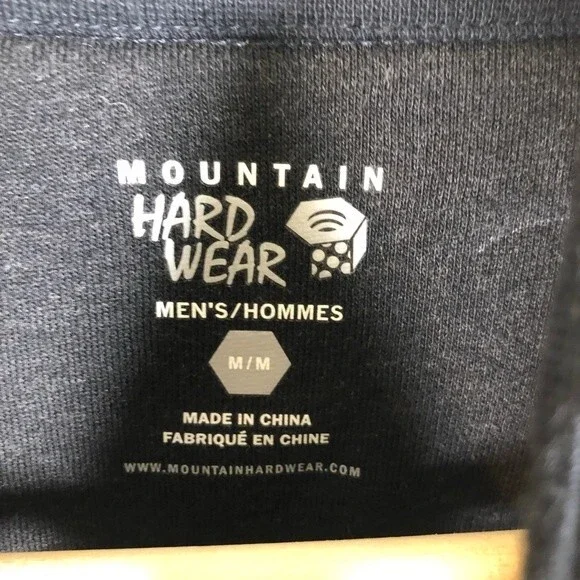 MOUNTAIN
HARD
WEAR
MEN'S/HOMMES
M/M
MADE IN CHINA
FABRIQUÉ EN CHINE
WWW.MOUNTAINHARDWEAR.COM